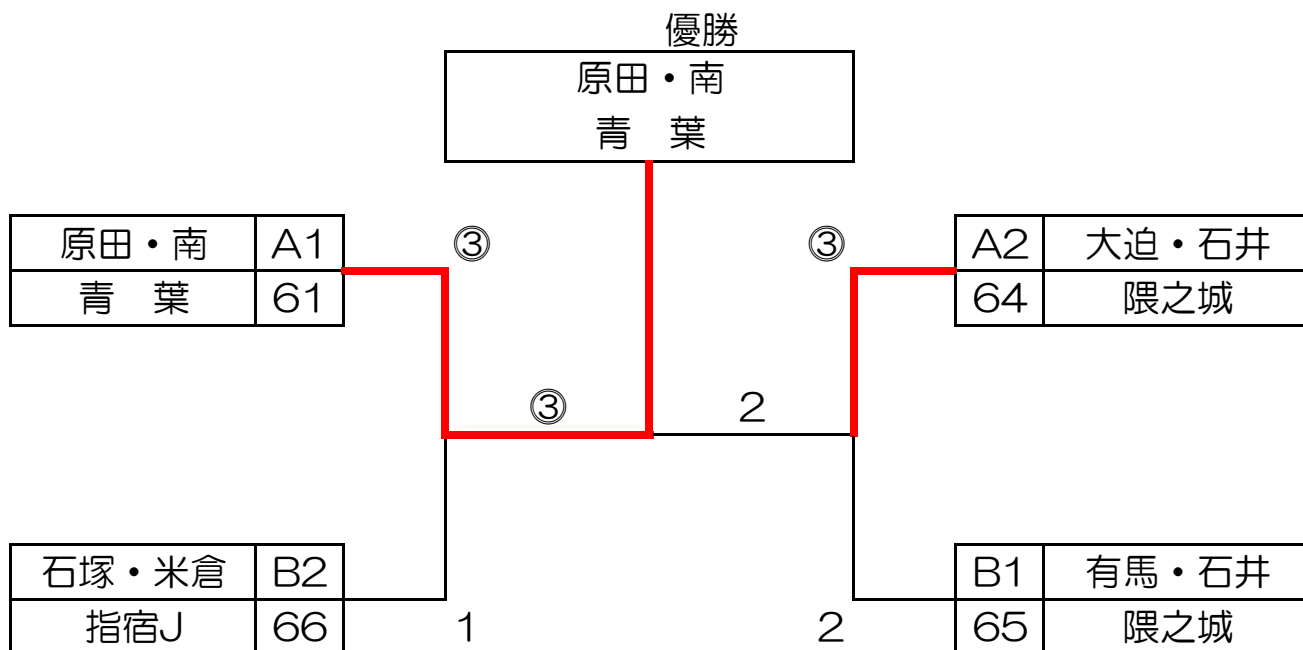 優勝
原田・南
青　葉
原田・南 A1 ③ ③ A2 大迫・石井
青　葉 61 64 隈之城
③ 2
石塚・米倉 B2 B1 有馬・石井
指宿J 66 1 2 65 隈之城